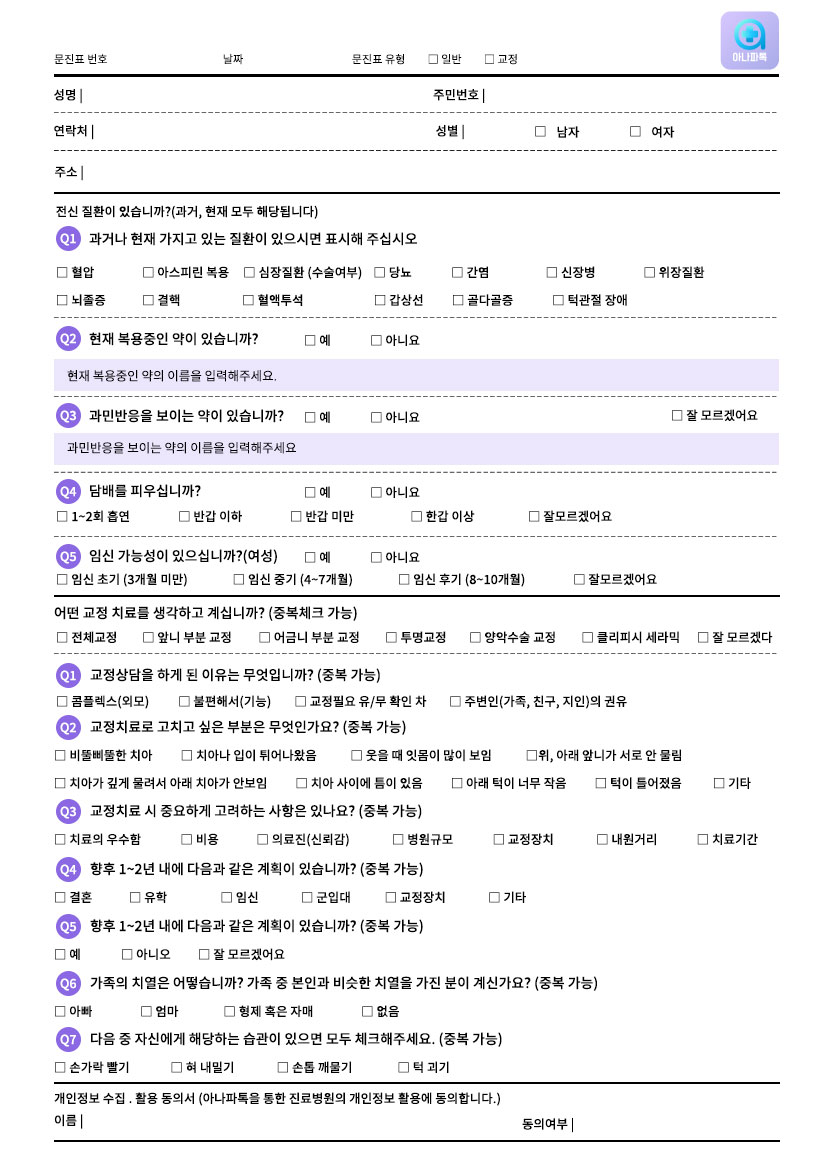 아나파톡
문진표 번호 날짜 문진표 유형 □ 일반 □ 교정
성명 | 주민번호 |
연락처 | 성별 | □ 남자 □ 여자
주소 |
전신 질환이 있습니까?(과거, 현재 모두 해당됩니다)
Q1 과거나 현재 가지고 있는 질환이 있으시면 표시해 주십시오
□ 혈압 □ 아스피린 복용 □ 심장질환 (수술여부) □ 당뇨 □ 간염 □ 신장병 □ 위장질환
□ 뇌졸증 □ 결핵 □ 혈액투석 □ 갑상선 □ 골다골증 □ 턱관절 장애
Q2 현재 복용중인 약이 있습니까? □ 예 □ 아니요
현재 복용중인 약의 이름을 입력해주세요.
Q3 과민반응을 보이는 약이 있습니까? □ 예 □ 아니요 □ 잘 모르겠어요
과민반응을 보이는 약의 이름을 입력해주세요
Q4 담배를 피우십니까? □ 예 □ 아니요
□ 1~2회 흡연 □ 반갑 이하 □ 반갑 미만 □ 한갑 이상 □ 잘모르겠어요
Q5 임신 가능성이 있으십니까?(여성) □ 예 □ 아니요
□ 임신 초기 (3개월 미만) □ 임신 중기 (4~7개월) □ 임신 후기 (8~10개월) □ 잘모르겠어요
어떤 교정 치료를 생각하고 계십니까? (중복체크 가능)
□ 전체교정 □ 앞니 부분 교정 □ 어금니 부분 교정 □ 투명교정 □ 양악수술 교정 □ 클리피시 세라믹 □ 잘 모르겠다
Q1 교정상담을 하게 된 이유는 무엇입니까? (중복 가능)
□ 콤플렉스(외모) □ 불편해서(기능) □ 교정필요 유/무 확인 차 □ 주변인(가족, 친구, 지인)의 권유
Q2 교정치료로 고치고 싶은 부분은 무엇인가요? (중복 가능)
□ 비뚤삐뚤한 치아 □ 치아나 입이 튀어나왔음 □ 웃을 때 잇몸이 많이 보임 □위, 아래 앞니가 서로 안 물림
□ 치아가 깊게 물려서 아래 치아가 안보임 □ 치아 사이에 틈이 있음 □ 아래 턱이 너무 작음 □ 턱이 틀어졌음 □ 기타
Q3 교정치료 시 중요하게 고려하는 사항은 있나요? (중복 가능)
□ 치료의 우수함 □ 비용 □ 의료진(신뢰감) □ 병원규모 □ 교정장치 □ 내원거리 □ 치료기간
Q4 향후 1~2년 내에 다음과 같은 계획이 있습니까? (중복 가능)
□ 결혼 □ 유학 □ 임신 □ 군입대 □ 교정장치 □ 기타
Q5 향후 1~2년 내에 다음과 같은 계획이 있습니까? (중복 가능)
□ 예 □ 아니오 □ 잘 모르겠어요
Q6 가족의 치열은 어떻습니까? 가족 중 본인과 비슷한 치열을 가진 분이 계신가요? (중복 가능)
□ 아빠 □ 엄마 □ 형제 혹은 자매 □ 없음
Q7 다음 중 자신에게 해당하는 습관이 있으면 모두 체크해주세요. (중복 가능)
□ 손가락 빨기 □ 혀 내밀기 □ 손톱 깨물기 □ 턱 괴기
개인정보 수집 . 활용 동의서 (아나파톡을 통한 진료병원의 개인정보 활용에 동의합니다.)
이름 | 동의여부 |